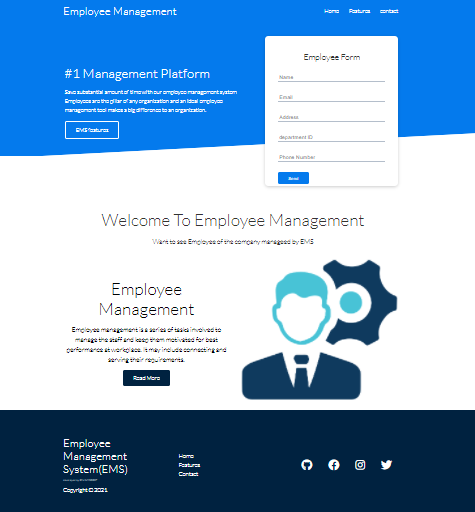 Employee Management
Home Features contact
#1 Management Platform
Save substantial amount of time with our employee management system
Employees are the pillar of any organization and an ideal employee
management tool makes a big difference to an organization.
EMS features
Employee Form
Name
Email
Address
department ID
Phone Number
Send
Welcome To Employee Management
Want to see Employee of the company manageed by EMS
Employee
Management
Employee management is a series of tasks involved to
manage the staff and keep them motivated for best
performance at workplace. It may include connecting and
serving their requirements.
Read More
Employee
Management
System(EMS)
Copyright © 2021
Home
Features
Contact